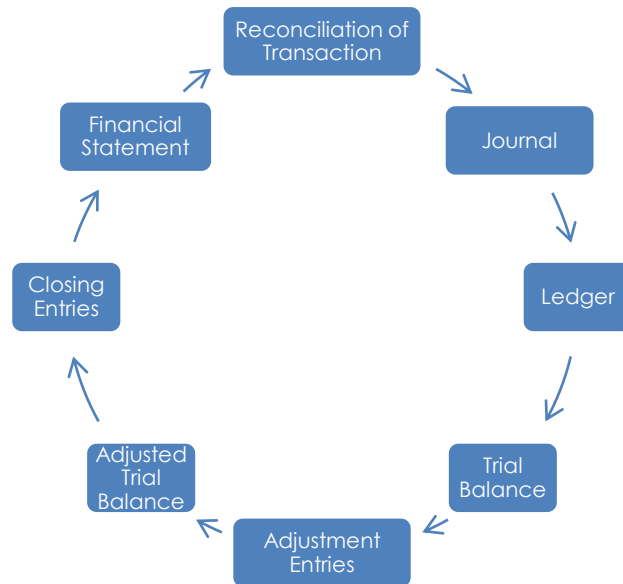 Reconciliation of
Transaction
Journal
Ledger
Trial
Balance
Adjustment
Entries
Adjusted
Trial
Balance
Closing
Entries
Financial
Statement